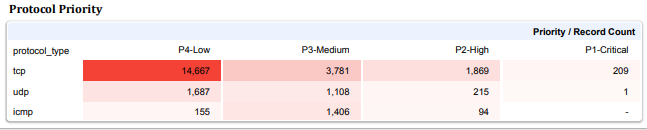 Protocol Priority
Priority / Record Count
protocol_type P4-Low P3-Medium P2-High P1-Critical
tcp 14,667 3,781 1,869 209
udp 1,687 1,108 215 1
icmp 155 1,406 94 -